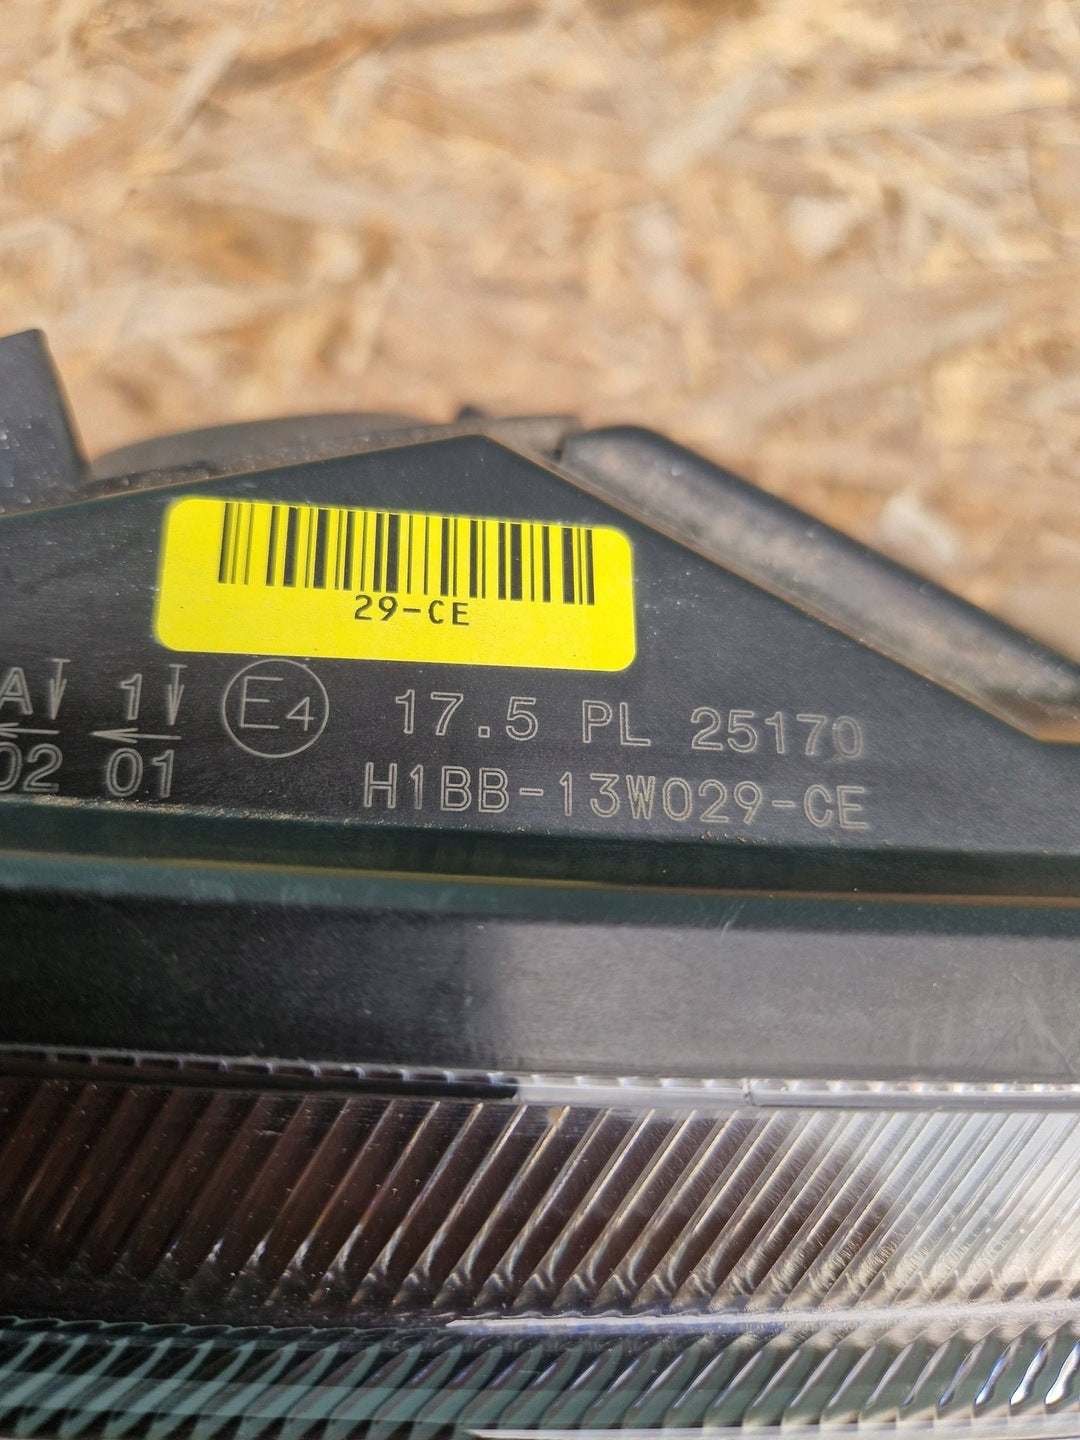 29-CE
A 1 E4 17.5 PL 25170
02 01 H1BB-13W029-CE